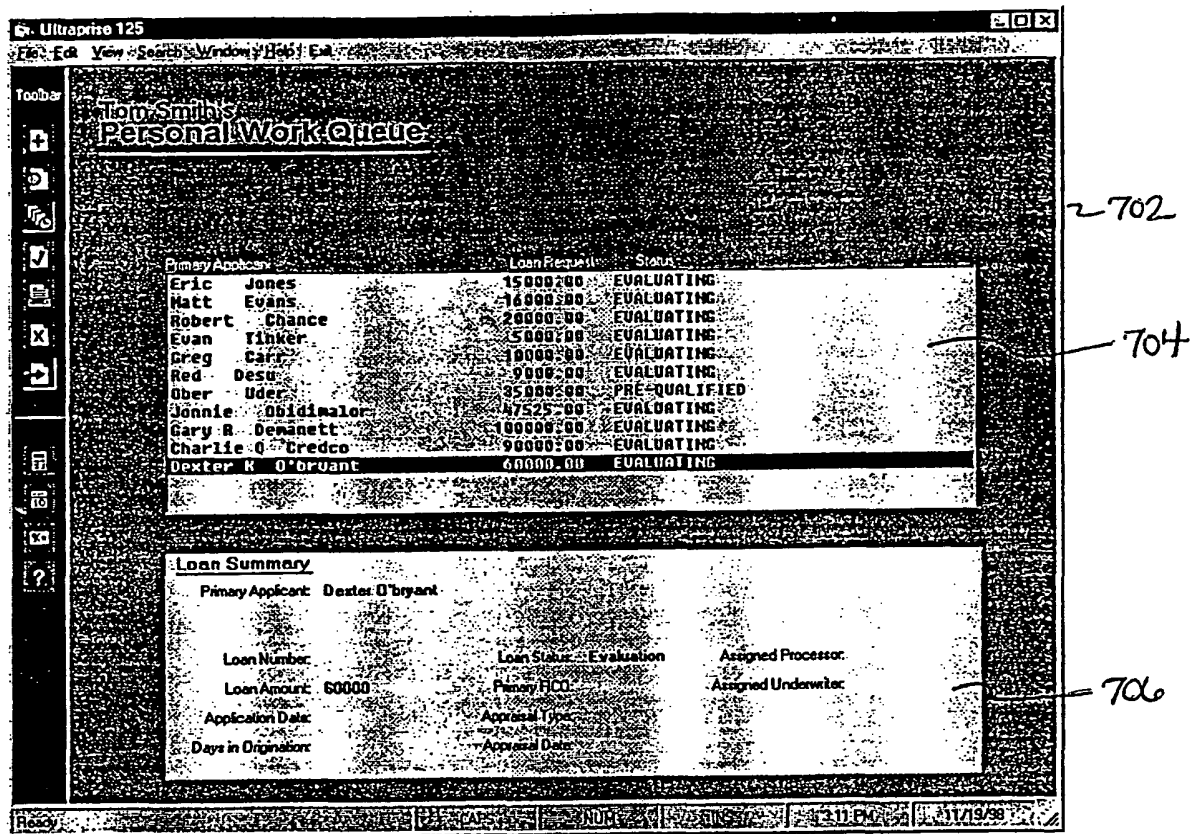 Ultraprise 125
File Edit View Search Window Help Exit
Toolbar
Tom Smith's
Personal Work Queue
702
Primary Applicant Loan Request Status
Eric Jones 15000.00 EVALUATING
Matt Evans 16000.00 EVALUATING
Robert Chance 20000.00 EVALUATING
Evan Tinker 5000.00 EVALUATING
Greg Carr 10000.00 EVALUATING
Red Desu 9000.00 EVALUATING
Ober Uder 35000.00 PRE-QUALIFIED
Jonnie Obidimalor 47525.00 EVALUATING
Gary R Demanett 100000.00 EVALUATING
Charlie Q Credco 90000.00 EVALUATING
Dexter K O'bryant 60000.00 EVALUATING
704
Loan Summary
Primary Applicant: Dexter O'bryant
Loan Number: Loan Status: Evaluation Assigned Processor:
Loan Amount: 60000 Primary FICO: Assigned Underwriter:
706
Application Date: Appraisal Type:
Days in Origination: Appraisal Date:
Ready CAPS NUM INS 3:11 PM 11/19/98